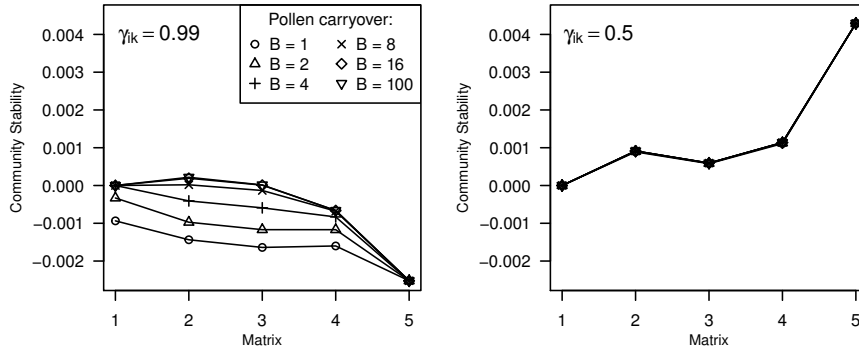 γik = 0.99
Pollen carryover:
B = 1
B = 8
B = 2
B = 16
B = 4
B = 100
0.004
0.003
0.002
0.001
0.000
−0.001
−0.002
Community Stability
1 2 3 4 5
Matrix
γik = 0.5
0.004
0.003
0.002
0.001
0.000
−0.001
−0.002
Community Stability
1 2 3 4 5
Matrix